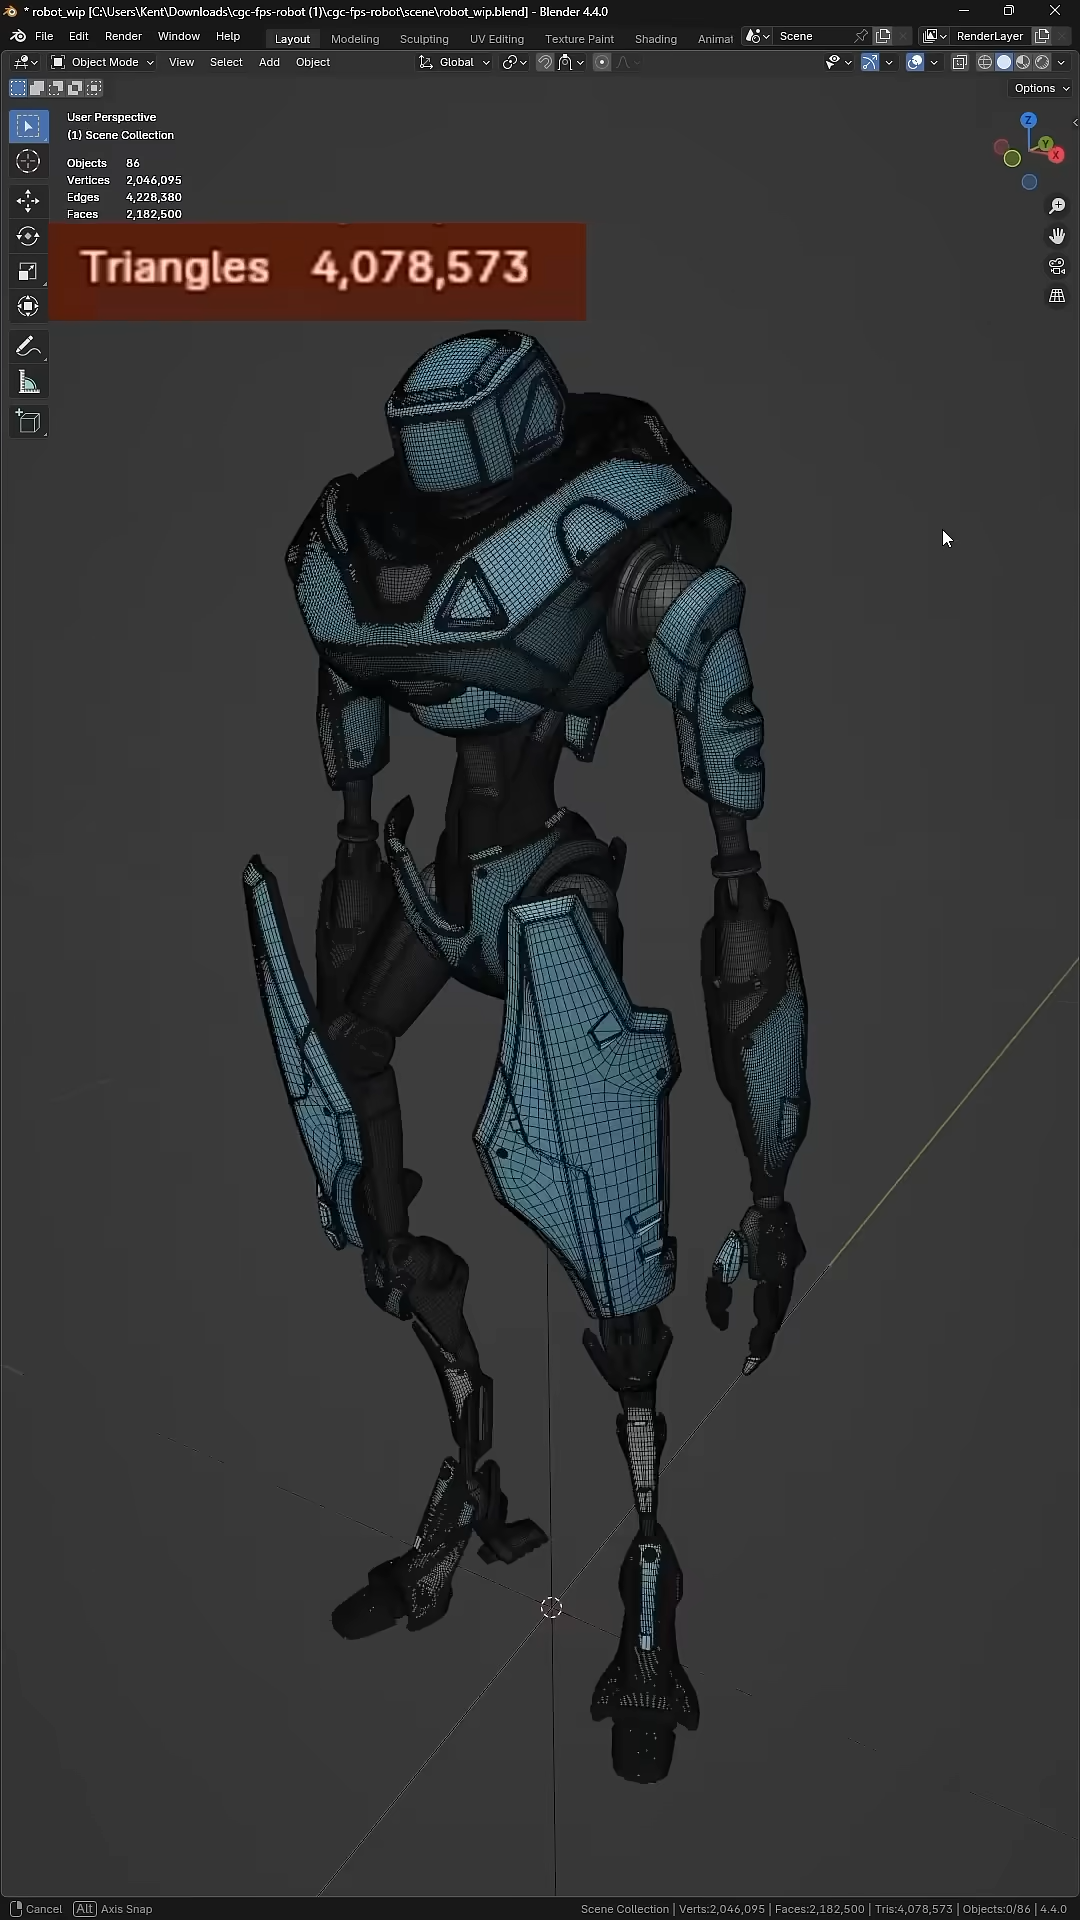 * robot_wip [C:\Users\Kent\Downloads\cgc-fps-robot (1)\cgc-fps-robot\scene\robot_wip.blend] - Blender 4.4.0
File Edit Render Window Help Layout Modeling Sculpting UV Editing Texture Paint Shading Animat Scene RenderLayer
Object Mode View Select Add Object Global
Options
User Perspective
(1) Scene Collection
Objects 86
Vertices 2,046,095
Edges 4,228,380
Faces 2,182,500
Triangles 4,078,573
Z
Y
X
Cancel Alt Axis Snap Scene Collection | Verts:2,046,095 | Faces:2,182,500 | Tris:4,078,573 | Objects:0/86 | 4.4.0